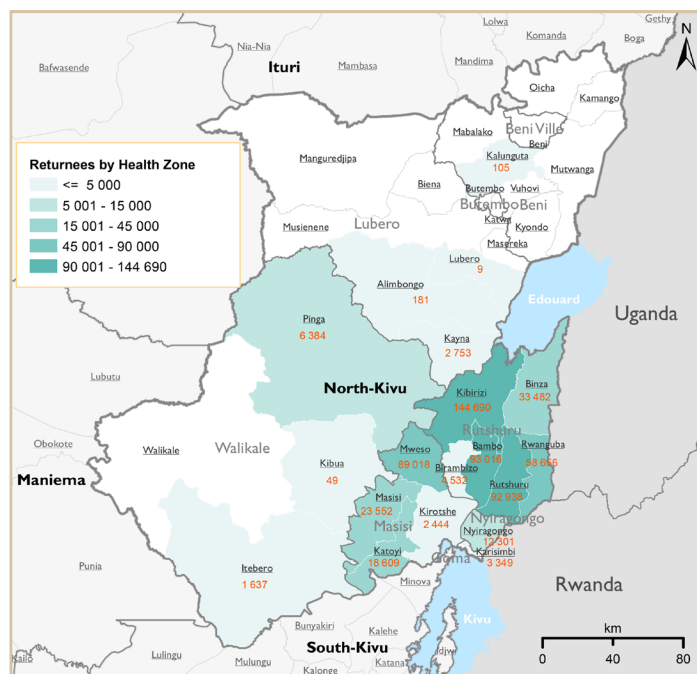 Gethy
Lolwa
Komanda
Boga
N
Nia-Nia
Bafwasende
Mambasa
Mandima
Ituri
Oicha
Kamango
Mabalako
Beni Ville
Beni
Manguredjipa
Kalunguta
105
Mutwanga
Biena
Butembo
Vuhovi
Butembo
Beni
Katwa
Kyondo
Musienene
Lubero
Masereka
Returnees by Health Zone
<= 5 000
5 001 - 15 000
15 001 - 45 000
45 001 - 90 000
90 001 - 144 690
Lubero
9
Alimbongo
181
Edouard
Uganda
Pinga
6 384
Kayna
2 753
Lubutu
North-Kivu
Kibirizi
144 690
Binza
33 482
Obokote
Walikale
Walikale
Rutshuru
Bambo
93 016
Rwanguba
Mweso
89 018
Birambizo
4 532
Kibua
49
Maniema
Masisi
23 552
Rutshuru
92 938
Kirotshe
2 444
Masisi
Nyiragongo
Nyiragongo
12 301
Katoyi
18 609
Goma
Karisimbi
3 349
Itebero
1 637
Punia
Minova
Rwanda
Kivu
Bunyakiri
Kalehe
South-Kivu
Idjwi
Kailo
Lulingu
Mulungu
Kalonge
Katana
km
0 40 80